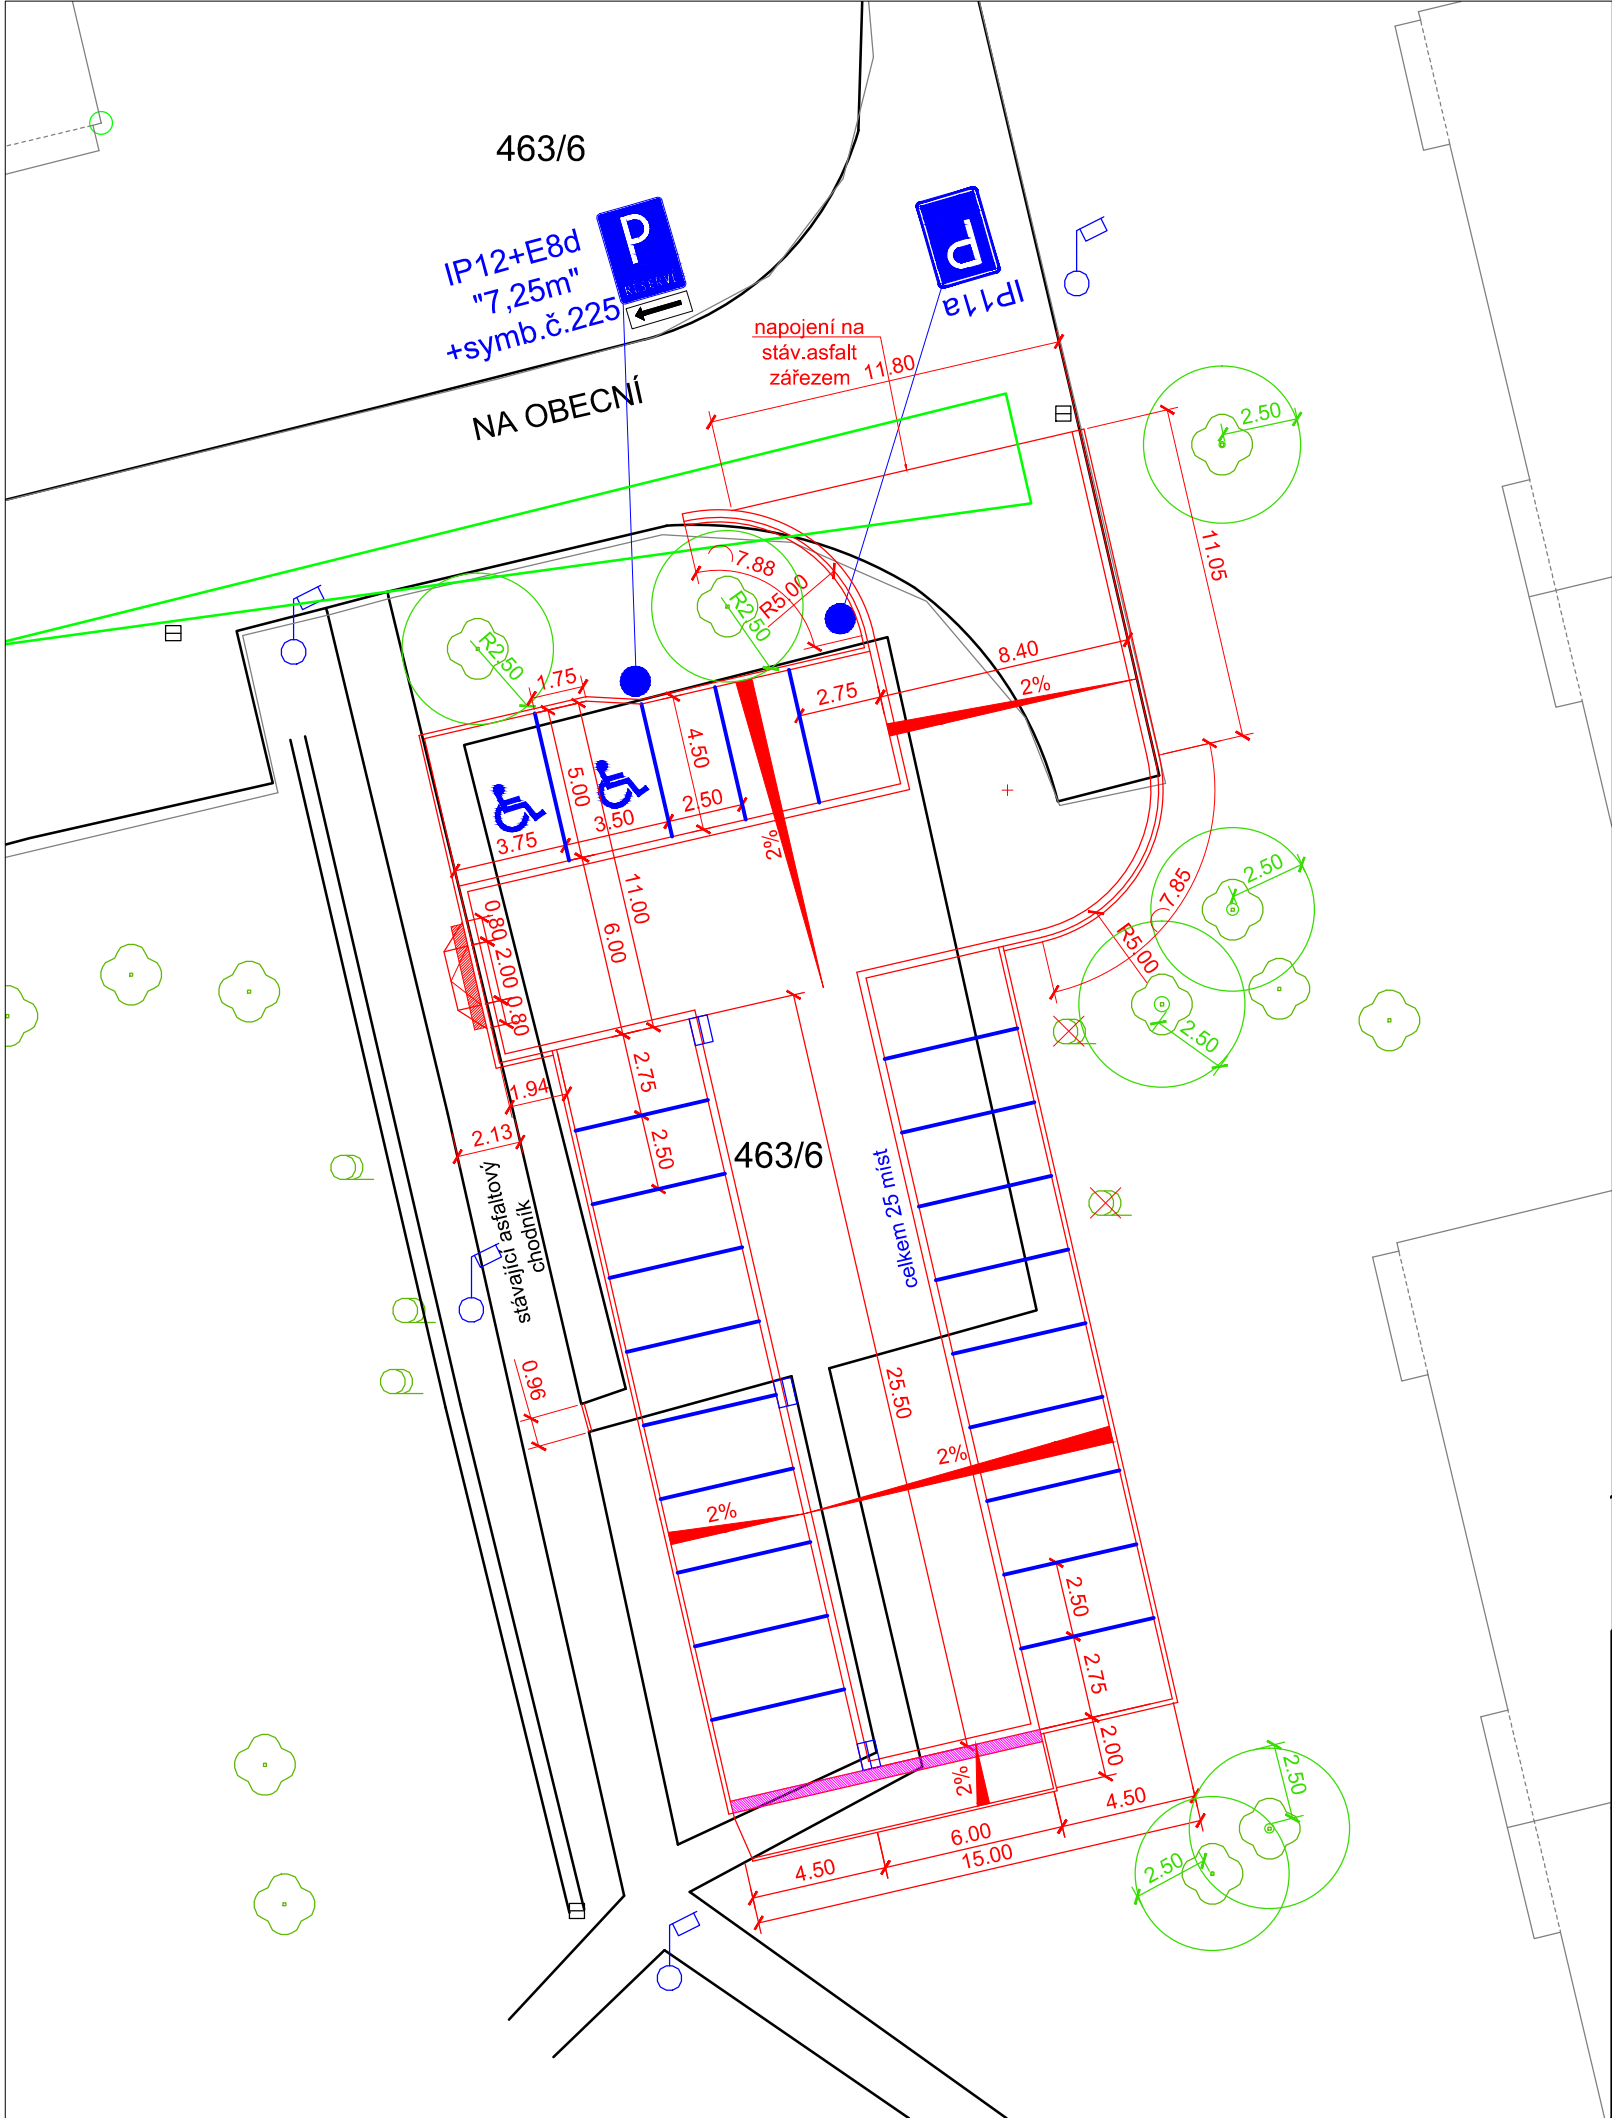 463/6
P
RESERVÉ
IP12+E8d
"7,25m"
+symb.č.225
P
IP11a
napojení na
stáv.asfalt
zářezem
11.80
NA OBECNÍ
2.50
11.05
7.88
R5.00
R2.50
R2.50
1.75
8.40
2%
2.75
4.50
5.00
2.50
3.50
3.75
2%
11.00
6.00
0.80
2.00
0.80
2.50
7.85
R5.00
2.50
2.75
1.94
2.13
2.50
463/6
celkem 25 míst
stávající asfaltový
chodník
0.96
25.50
2%
2%
2.50
2.75
2.00
2%
4.50
6.00
15.00
4.50
2.50
2.50